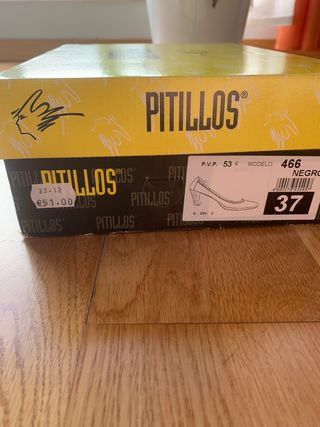 PITILLOS®
PITILLOS®
33.12
€51.00
P.V.P. 53 € MODELO 466
NEGRO
37